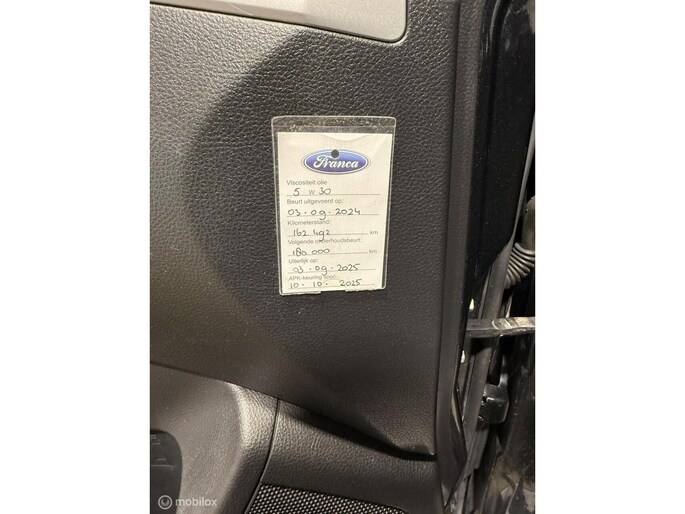 Franca
Viscositeit olie
5 W 30
Beurt uitgevoerd op:
03 - 09 - 2024
Kilometerstand:
162 492 km
Volgende onderhoudsbeurt:
180 000 km
Uiterlijk op:
03 - 09 - 2025
APK-keuring voor:
10 - 10 - 2025
mobilox